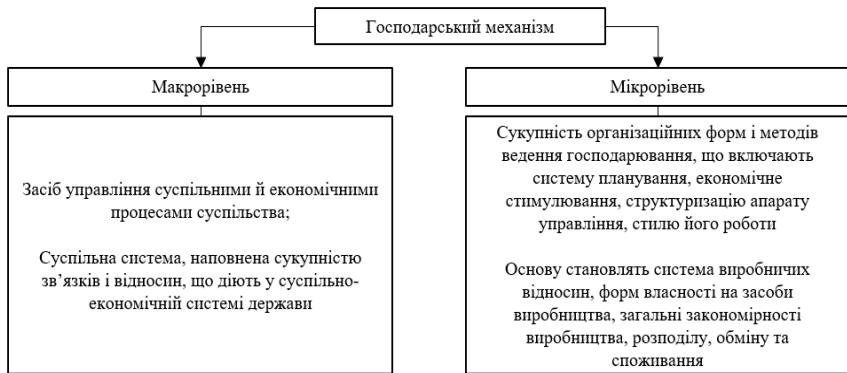 Господарський механізм
Макрорівень
Засіб управління суспільними й економічними
процесами суспільства;
Суспільна система, наповнена сукупністю
зв’язків і відносин, що діють у суспільно-
економічній системі держави
Мікрорівень
Сукупність організаційних форм і методів
ведення господарювання, що включають
систему планування, економічне
стимулювання, структуризацію апарату
управління, стилю його роботи
Основу становлять система виробничих
відносин, форм власності на засоби
виробництва, загальні закономірності
виробництва, розподілу, обміну та
споживання